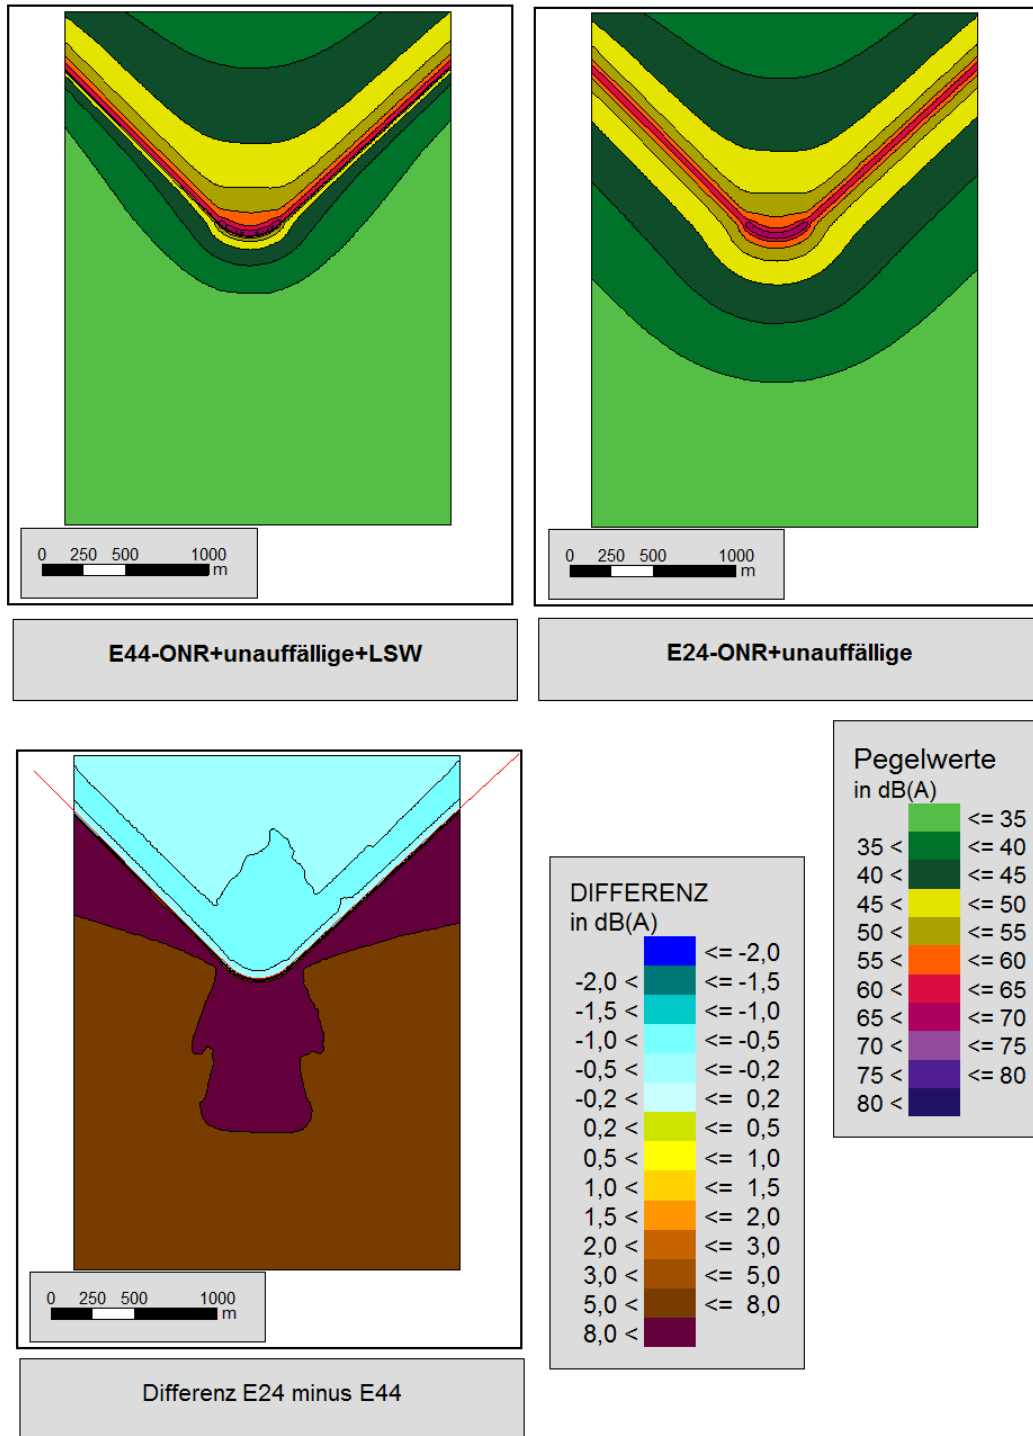 0 250 500 1000
m
0 250 500 1000
m
E44-ONR+unauffällige+LSW
E24-ONR+unauffällige
Pegelwerte
in dB(A)
<= 35
35 < <= 40
40 < <= 45
45 < <= 50
50 < <= 55
55 < <= 60
60 < <= 65
65 < <= 70
70 < <= 75
75 < <= 80
80 <
DIFFERENZ
in dB(A)
<= -2,0
-2,0 < <= -1,5
-1,5 < <= -1,0
-1,0 < <= -0,5
-0,5 < <= -0,2
-0,2 < <= 0,2
0,2 < <= 0,5
0,5 < <= 1,0
1,0 < <= 1,5
1,5 < <= 2,0
2,0 < <= 3,0
3,0 < <= 5,0
5,0 < <= 8,0
8,0 <
0 250 500 1000
m
Differenz E24 minus E44